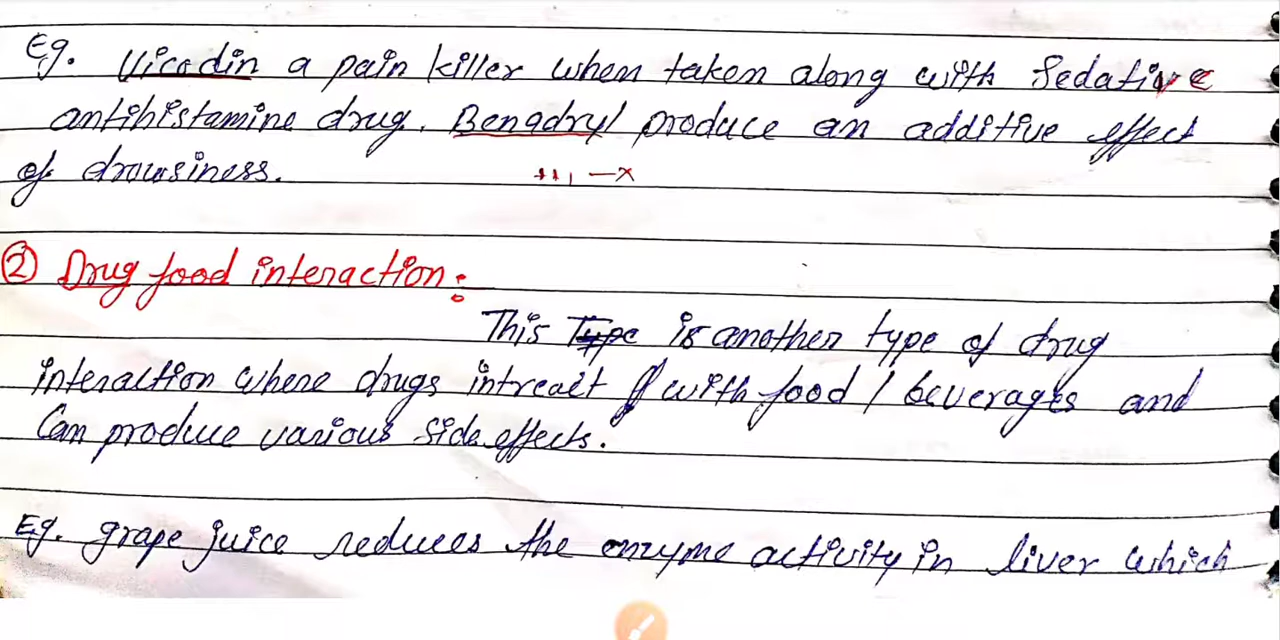 Eg. Vicodin a pain killer when taken along with Sedative
antihistamine drug. Benadryl produce an additive effect
of drowsiness.
② Drug food interaction:
This Type is another type of drug
interaction where drugs intreact with food / beverages and
Can produce various side effects.
Eg. grape juice reduces the enzyme activity in liver which